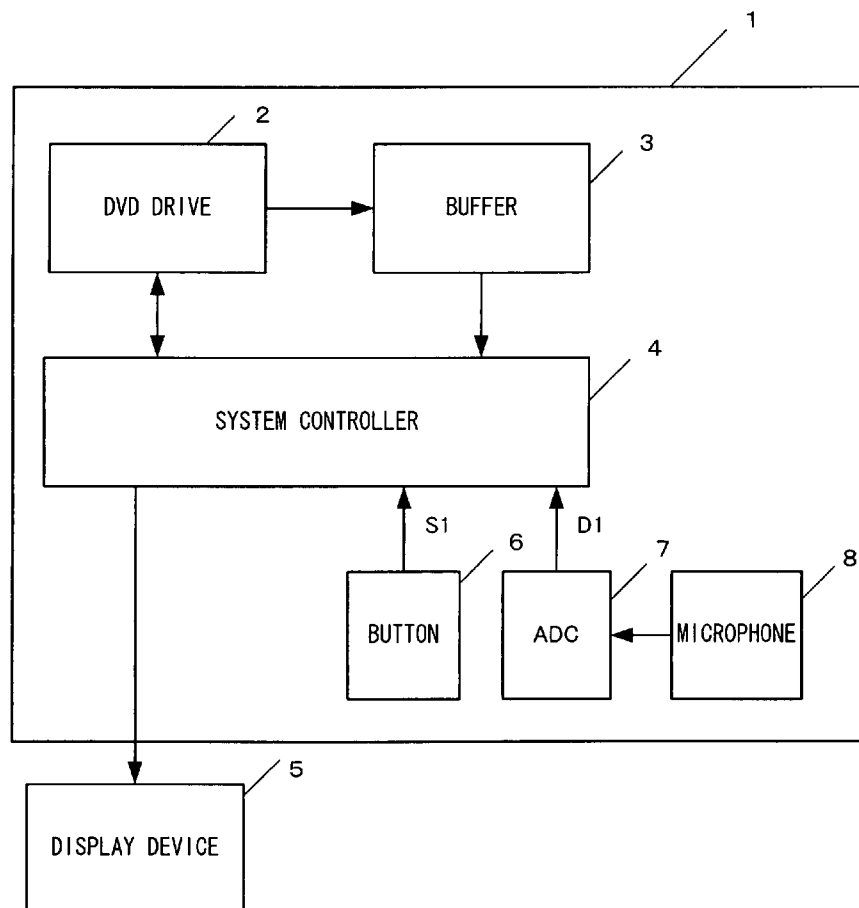 1
2
3
DVD DRIVE
BUFFER
4
SYSTEM CONTROLLER
S1
D1
6
7
8
BUTTON
ADC
MICROPHONE
5
DISPLAY DEVICE